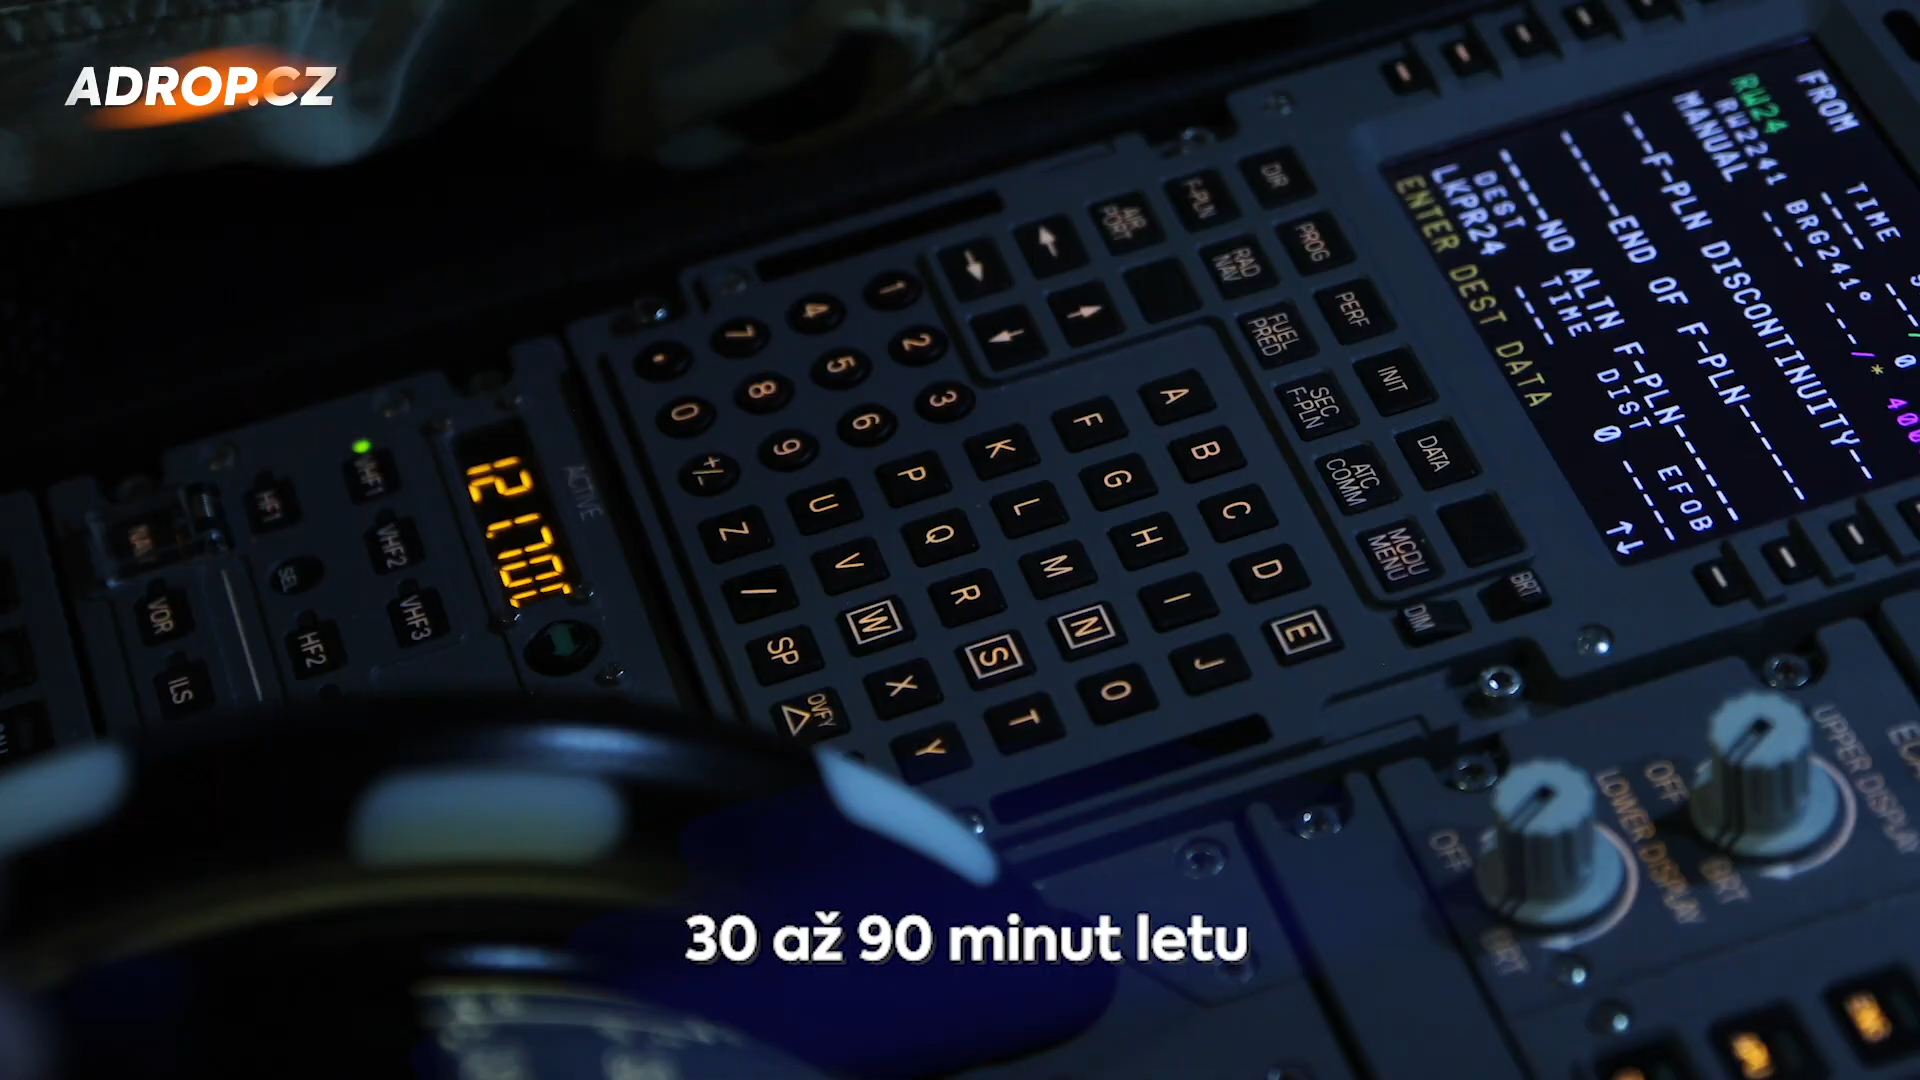 ADROP.CZ
FROM
TIME
RW24
RW2241 BRG241°
MANUAL
---F-PLN DISCONTINUITY--
-----END OF F-PLN-------
-----NO ALTN F-PLN------
DEST TIME DIST EFOB
LKPR24 ---- 0 -----
ENTER DEST DATA
DIR PROG PERF INIT DATA
F-PLN RAD NAV FUEL PRED SEC F-PLN ATC COMM MCDU MENU
AIR PORT
DIM BRT
1 2 3
4 5 6
7 8 9
. 0 +/-
A B C D E
F G H I J
K L M N O
P Q R S T
U V W X Y
Z / SP OVFY △
ACTIVE
VHF1 VHF2 VHF3
HF1 SEL HF2
NAV VOR ILS
UPPER DISPLAY
OFF BRT
LOWER DISPLAY
OFF BRT
30 až 90 minut letu